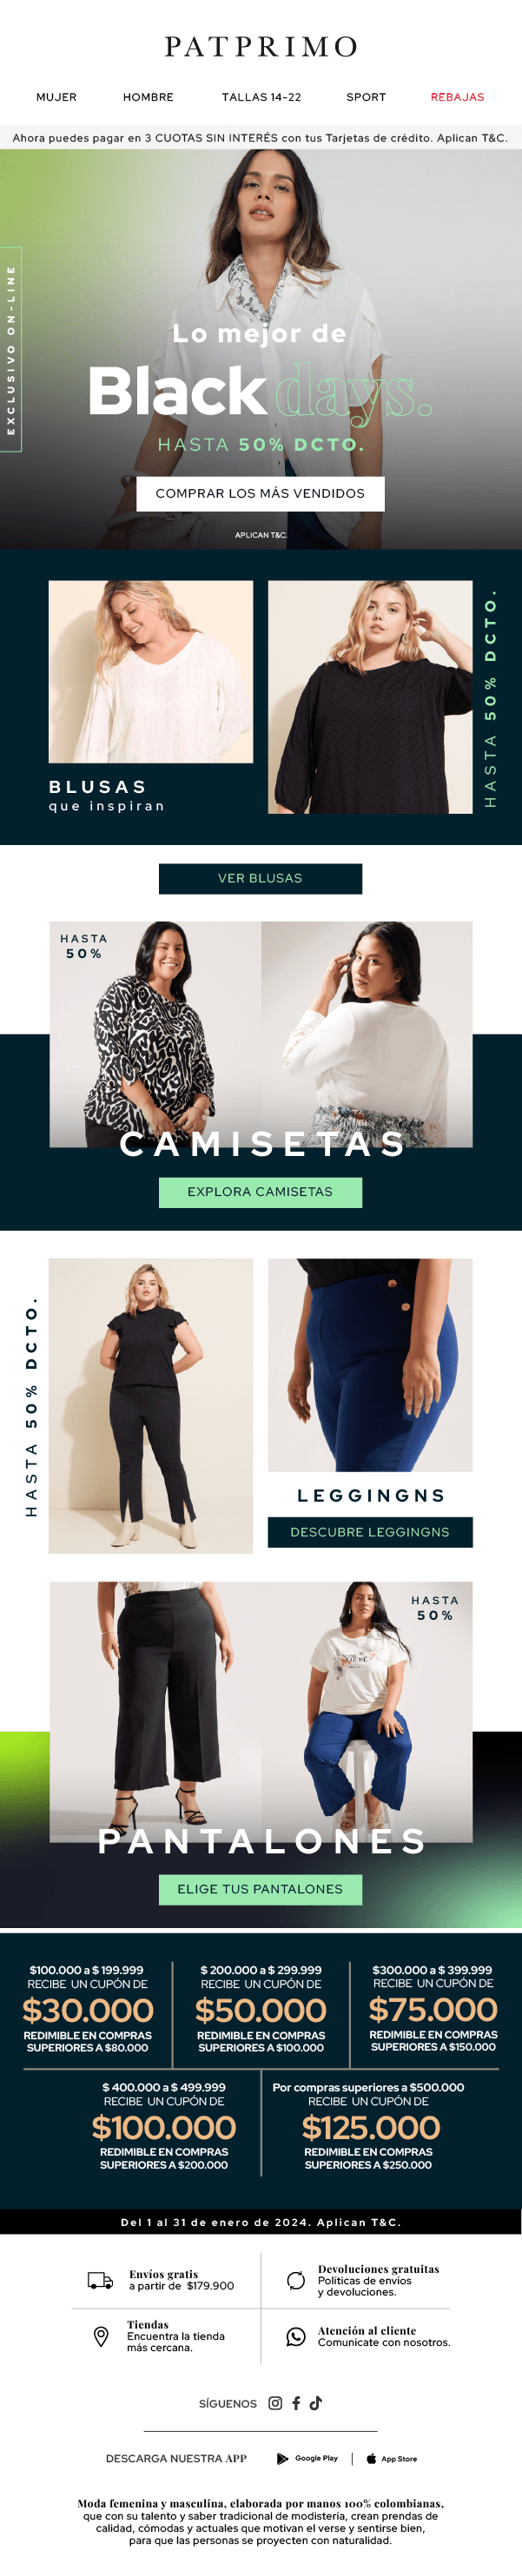 PATPRIMO
MUJER HOMBRE TALLAS 14-22 SPORT REBAJAS
Ahora puedes pagar en 3 CUOTAS SIN INTERÉS con tus Tarjetas de crédito. Aplican T&C.
EXCLUSIVO ON-LINE
Lo mejor de
Black days.
HASTA 50% DCTO.
COMPRAR LOS MÁS VENDIDOS
APLICAN T&C.
HASTA 50% DCTO.
BLUSAS
que inspiran
VER BLUSAS
HASTA
50%
CAMISETAS
EXPLORA CAMISETAS
HASTA 50% DCTO.
LEGGINGNS
DESCUBRE LEGGINGNS
HASTA
50%
PANTALONES
ELIGE TUS PANTALONES
$100.000 a $199.999
RECIBE UN CUPÓN DE
$30.000
REDIMIBLE EN COMPRAS
SUPERIORES A $80.000
$ 200.000 a $ 299.999
RECIBE UN CUPÓN DE
$50.000
REDIMIBLE EN COMPRAS
SUPERIORES A $100.000
$300.000 a $ 399.999
RECIBE UN CUPÓN DE
$75.000
REDIMIBLE EN COMPRAS
SUPERIORES A $150.000
$ 400.000 a $ 499.999
RECIBE UN CUPÓN DE
$100.000
REDIMIBLE EN COMPRAS
SUPERIORES A $200.000
Por compras superiores a $500.000
RECIBE UN CUPÓN DE
$125.000
REDIMIBLE EN COMPRAS
SUPERIORES A $250.000
Del 1 al 31 de enero de 2024. Aplican T&C.
Envíos gratis
a partir de $179.900
Devoluciones gratuitas
Políticas de envíos
y devoluciones.
Tiendas
Encuentra la tienda
más cercana.
Atención al cliente
Comunícate con nosotros.
SÍGUENOS
DESCARGA NUESTRA APP
Google Play | App Store
Moda femenina y masculina, elaborada por manos 100% colombianas,
que con su talento y saber tradicional de modistería, crean prendas de
calidad, cómodas y actuales que motivan el verse y sentirse bien,
para que las personas se proyecten con naturalidad.